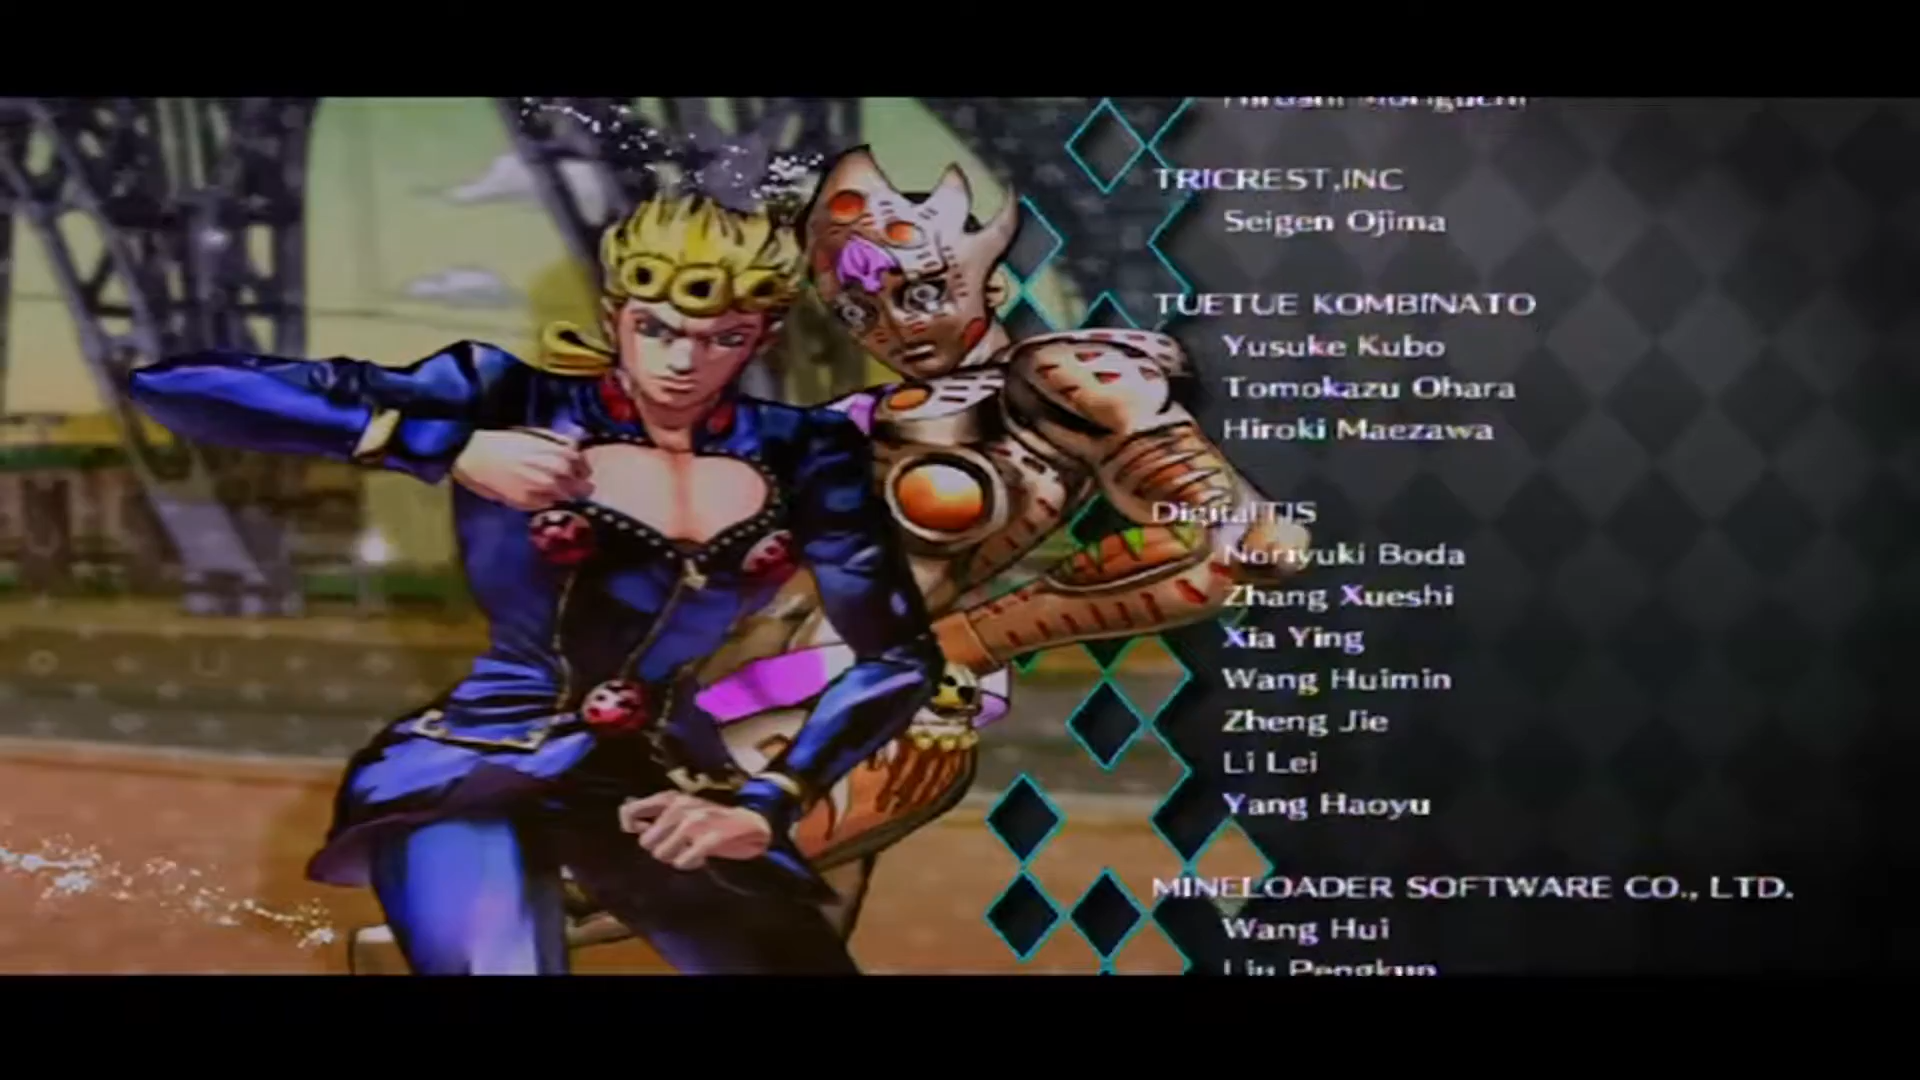 TRICREST,INC
Seigen Ojima
TUETUE KOMBINATO
Yusuke Kubo
Tomokazu Ohara
Hiroki Maezawa
DigitalTIS
Noriyuki Boda
Zhang Xueshi
Xia Ying
Wang Huimin
Zheng Jie
Li Lei
Yang Haoyu
MINELOADER SOFTWARE CO., LTD.
Wang Hui